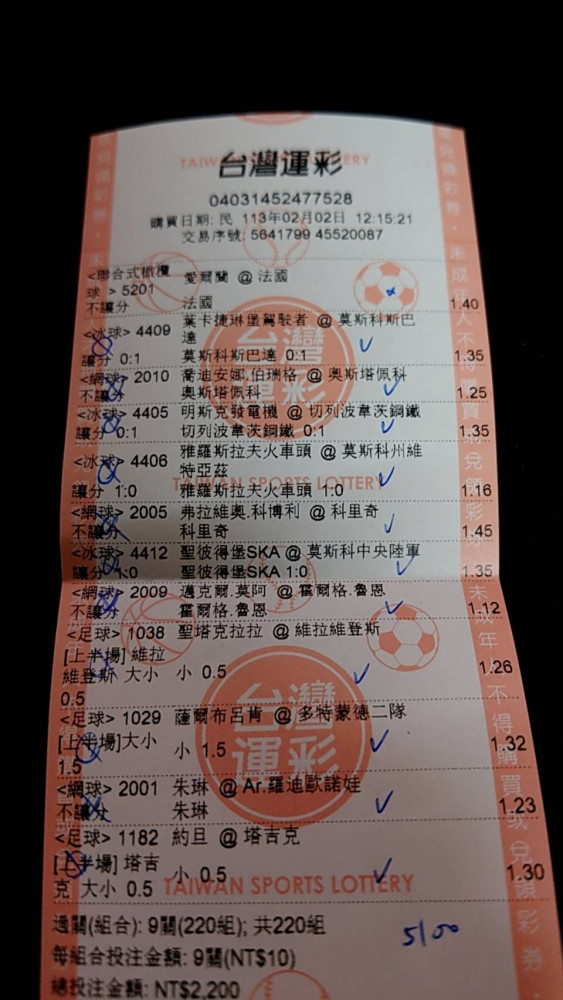 台灣運彩
04031452477528
購買日期: 民 113年02月02日 12:15:21
交易序號: 5641799 45520087
<聯合式橄欖球 > 5201 愛爾蘭 @ 法國
不讓分 法國 1.40
<冰球> 4409 葉卡捷琳堡駕駛者 @ 莫斯科斯巴達
讓分 0:1 莫斯科斯巴達 0:1 1.35
<網球> 2010 喬迪安娜.伯瑞格 @ 奧斯塔佩科
不讓分 奧斯塔佩科 1.25
<冰球> 4405 明斯克發電機 @ 切列波韋茨鋼鐵
讓分 0:1 切列波韋茨鋼鐵 0:1 1.35
<冰球> 4406 雅羅斯拉夫火車頭 @ 莫斯科州維特亞茲
讓分 1:0 雅羅斯拉夫火車頭 1:0 1.16
<網球> 2005 弗拉維奧.科博利 @ 科里奇
不讓分 科里奇 1.45
<冰球> 4412 聖彼得堡SKA @ 莫斯科中央陸軍
讓分 1:0 聖彼得堡SKA 1:0 1.35
<網球> 2009 邁克爾.莫阿 @ 霍爾格.魯恩
不讓分 霍爾格.魯恩 1.12
<足球> 1038 聖塔克拉拉 @ 維拉維登斯
[上半場] 維拉維登斯 大小 0.5 小 0.5 1.26
<足球> 1029 薩爾布呂肯 @ 多特蒙德二隊
[上半場]大小 1.5 小 1.5 1.32
<網球> 2001 朱琳 @ Ar.羅迪歐諾娃
不讓分 朱琳 1.23
<足球> 1182 約旦 @ 塔吉克
[上半場] 塔吉克 大小 0.5 小 0.5 1.30
TAIWAN SPORTS LOTTERY
過關(組合): 9關(220組); 共220組
5100
每組合投注金額: 9關(NT$10)
總投注金額: NT$2,200